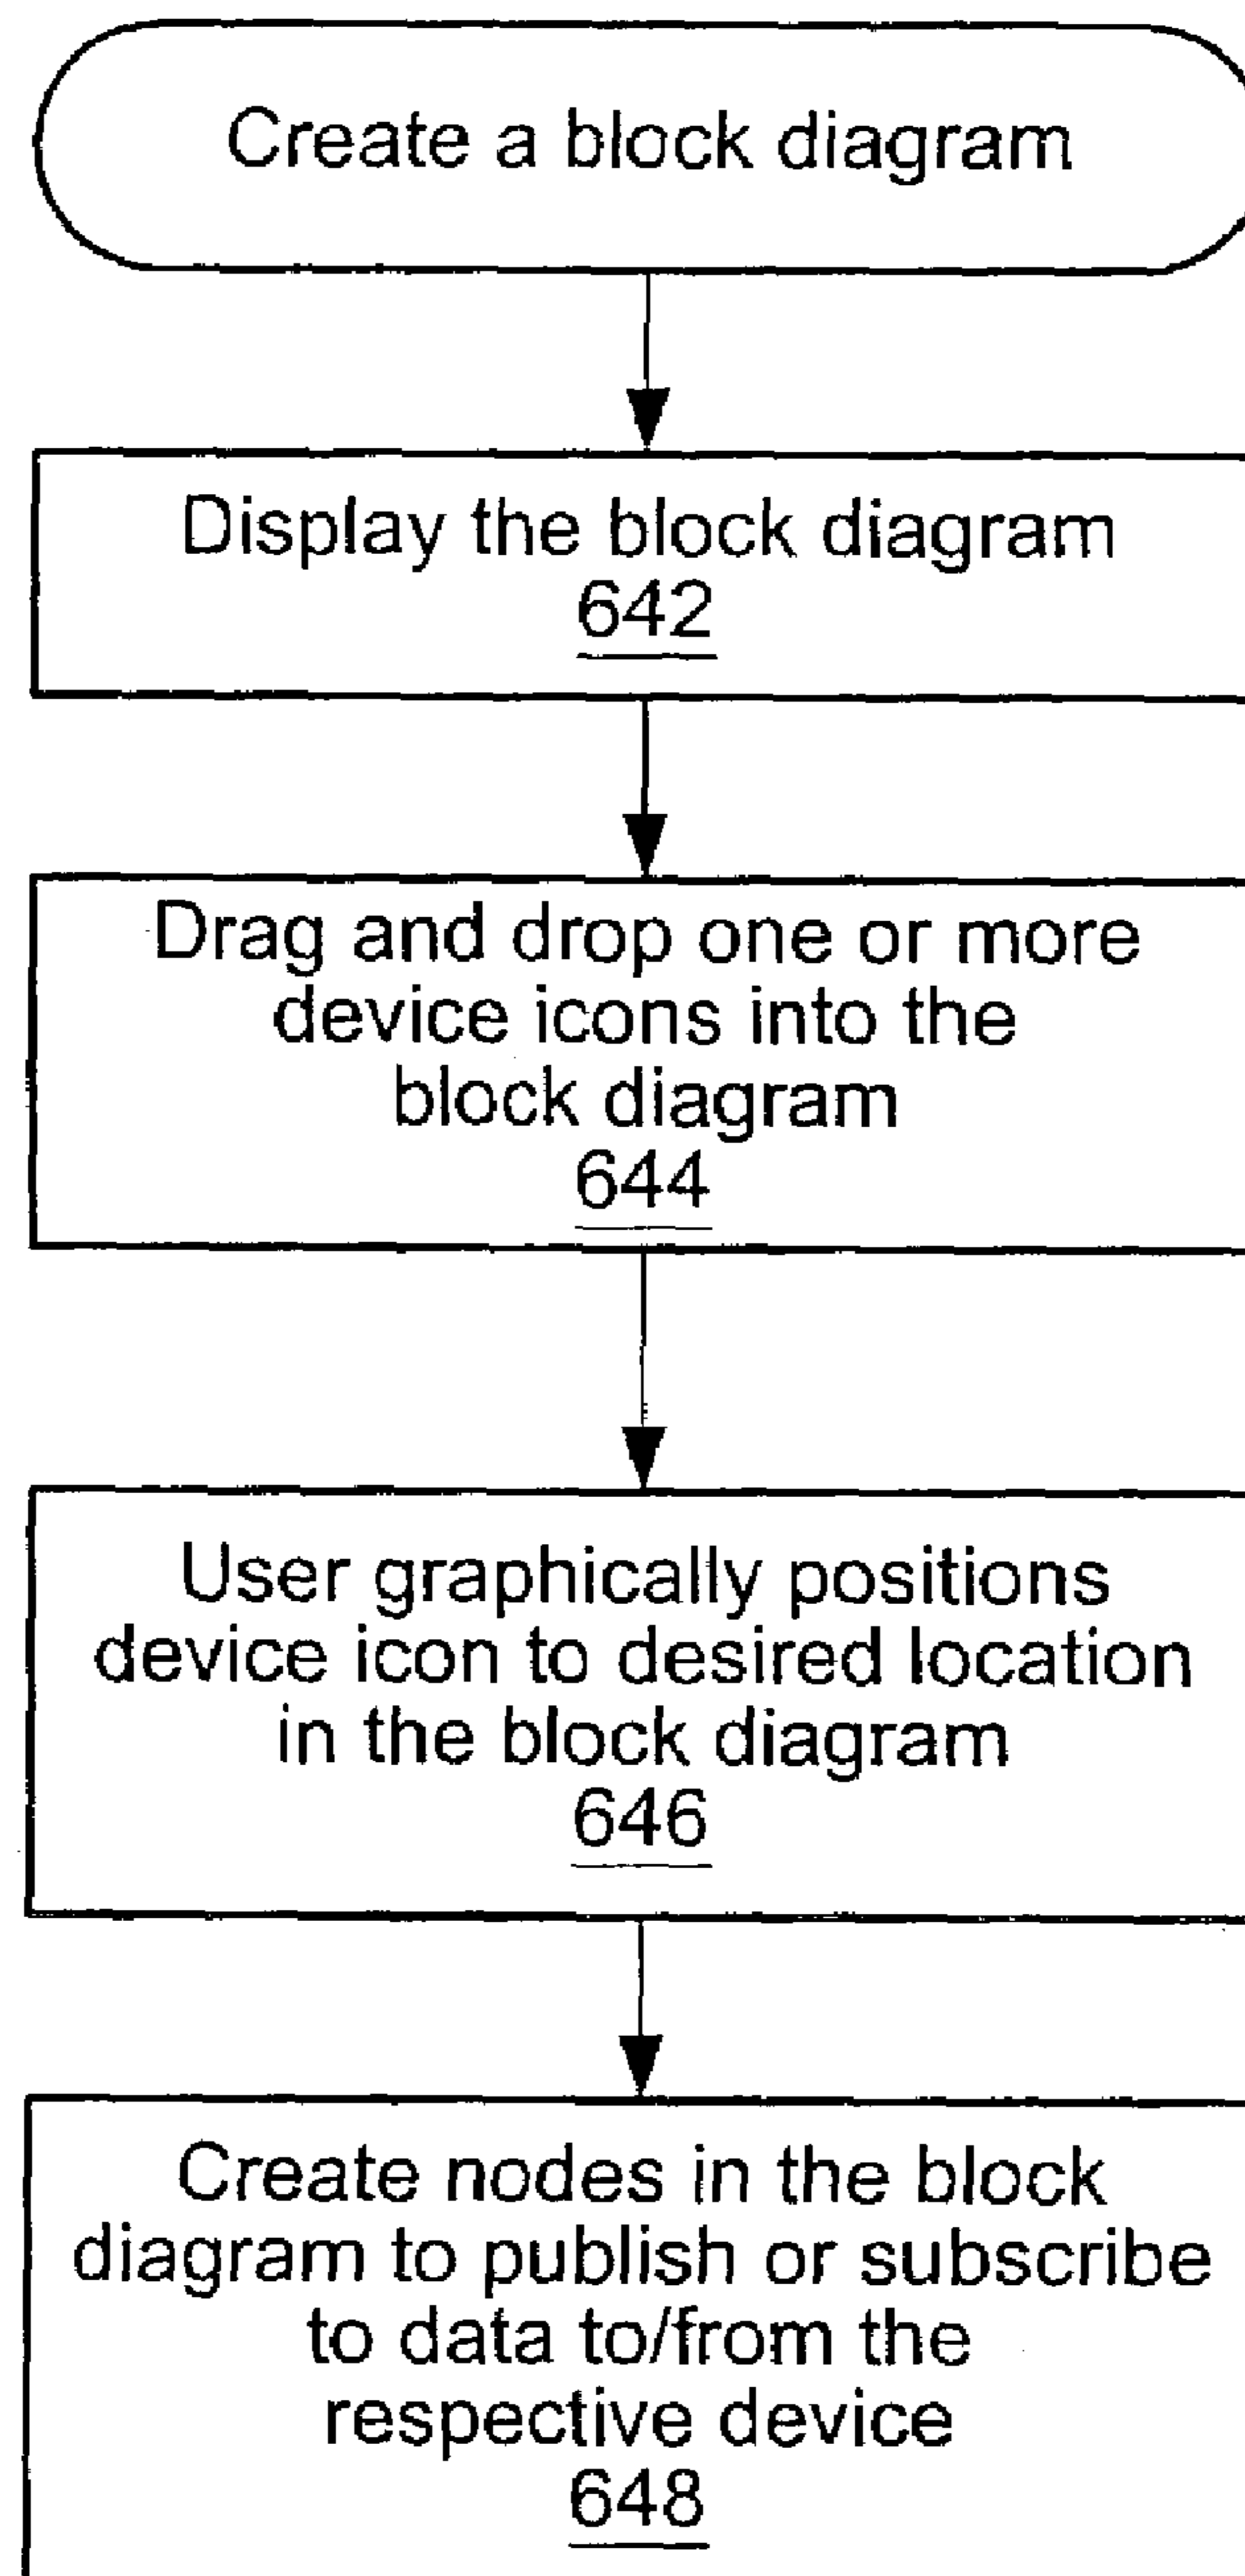 Create a block diagram
Display the block diagram
642
Drag and drop one or more
device icons into the
block diagram
644
User graphically positions
device icon to desired location
in the block diagram
646
Create nodes in the block
diagram to publish or subscribe
to data to/from the
respective device
648